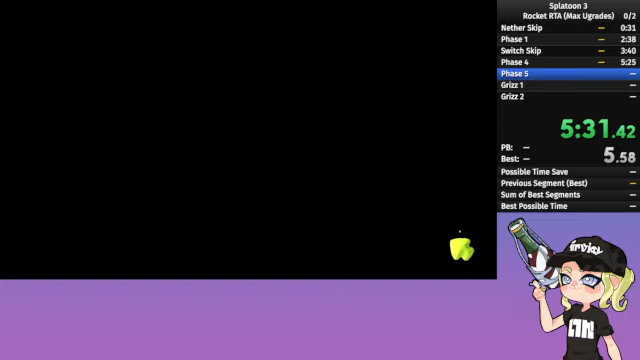 Splatoon 3
Rocket RTA (Max Ugrades) 0/2
Nether Skip — 0:31
Phase 1 — 2:38
Switch Skip — 3:40
Phase 4 — 5:25
Phase 5 —
Grizz 1 —
Grizz 2 —
5:31.42
PB: —
Best: — 5.58
Possible Time Save —
Previous Segment (Best) —
Sum of Best Segments —
Best Possible Time —